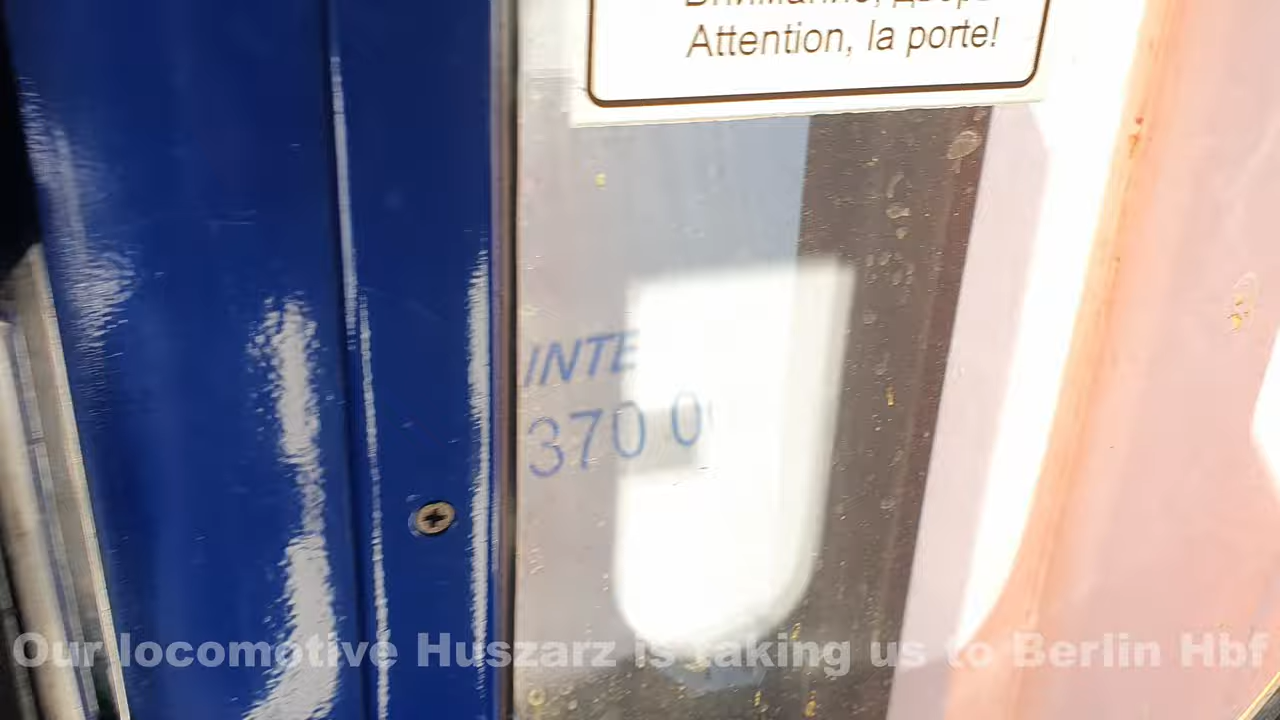 Attention, la porte!
INTE
370 0
Our locomotive Huszarz is taking us to Berlin Hbf